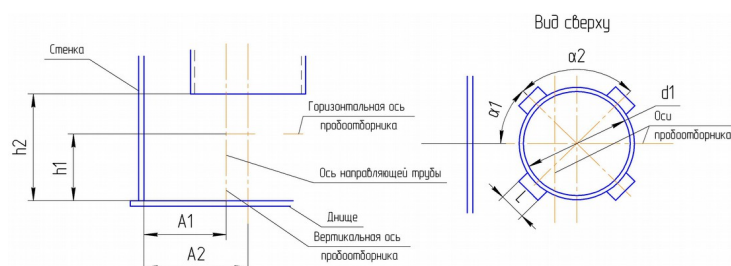 Вид сверху
Стенка
α2
d1
α1
Горизонтальная ось
пробоотборника
Оси
пробоотборника
h2
h1
Ось направляющей трубы
L
Днище
A1
Вертикальная ось
пробоотборника
A2